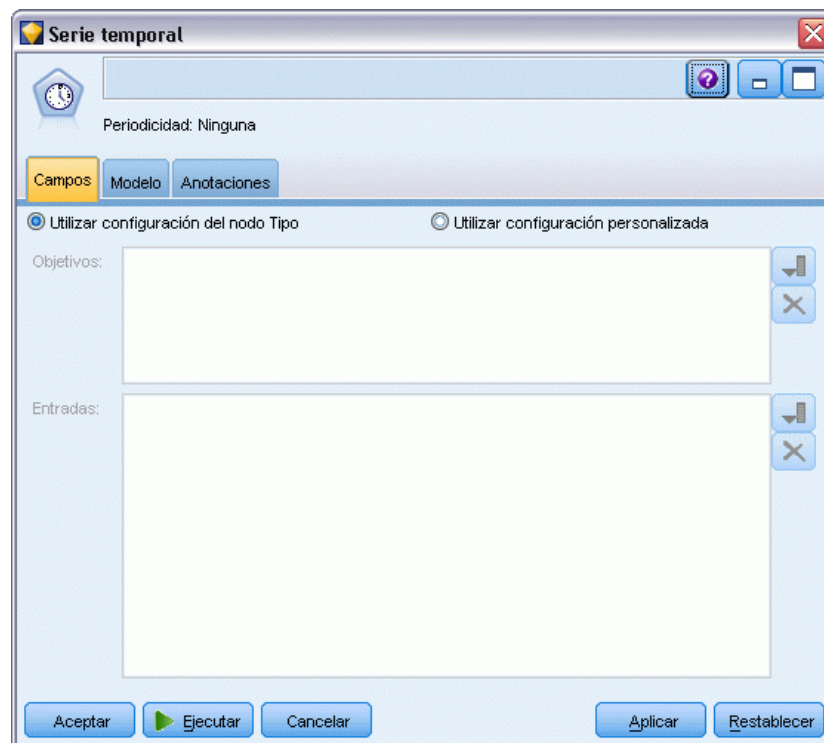 Serie temporal
Periodicidad: Ninguna
Campos Modelo Anotaciones
Utilizar configuración del nodo Tipo Utilizar configuración personalizada
Objetivos:
Entradas:
Aceptar Ejecutar Cancelar Aplicar Restablecer